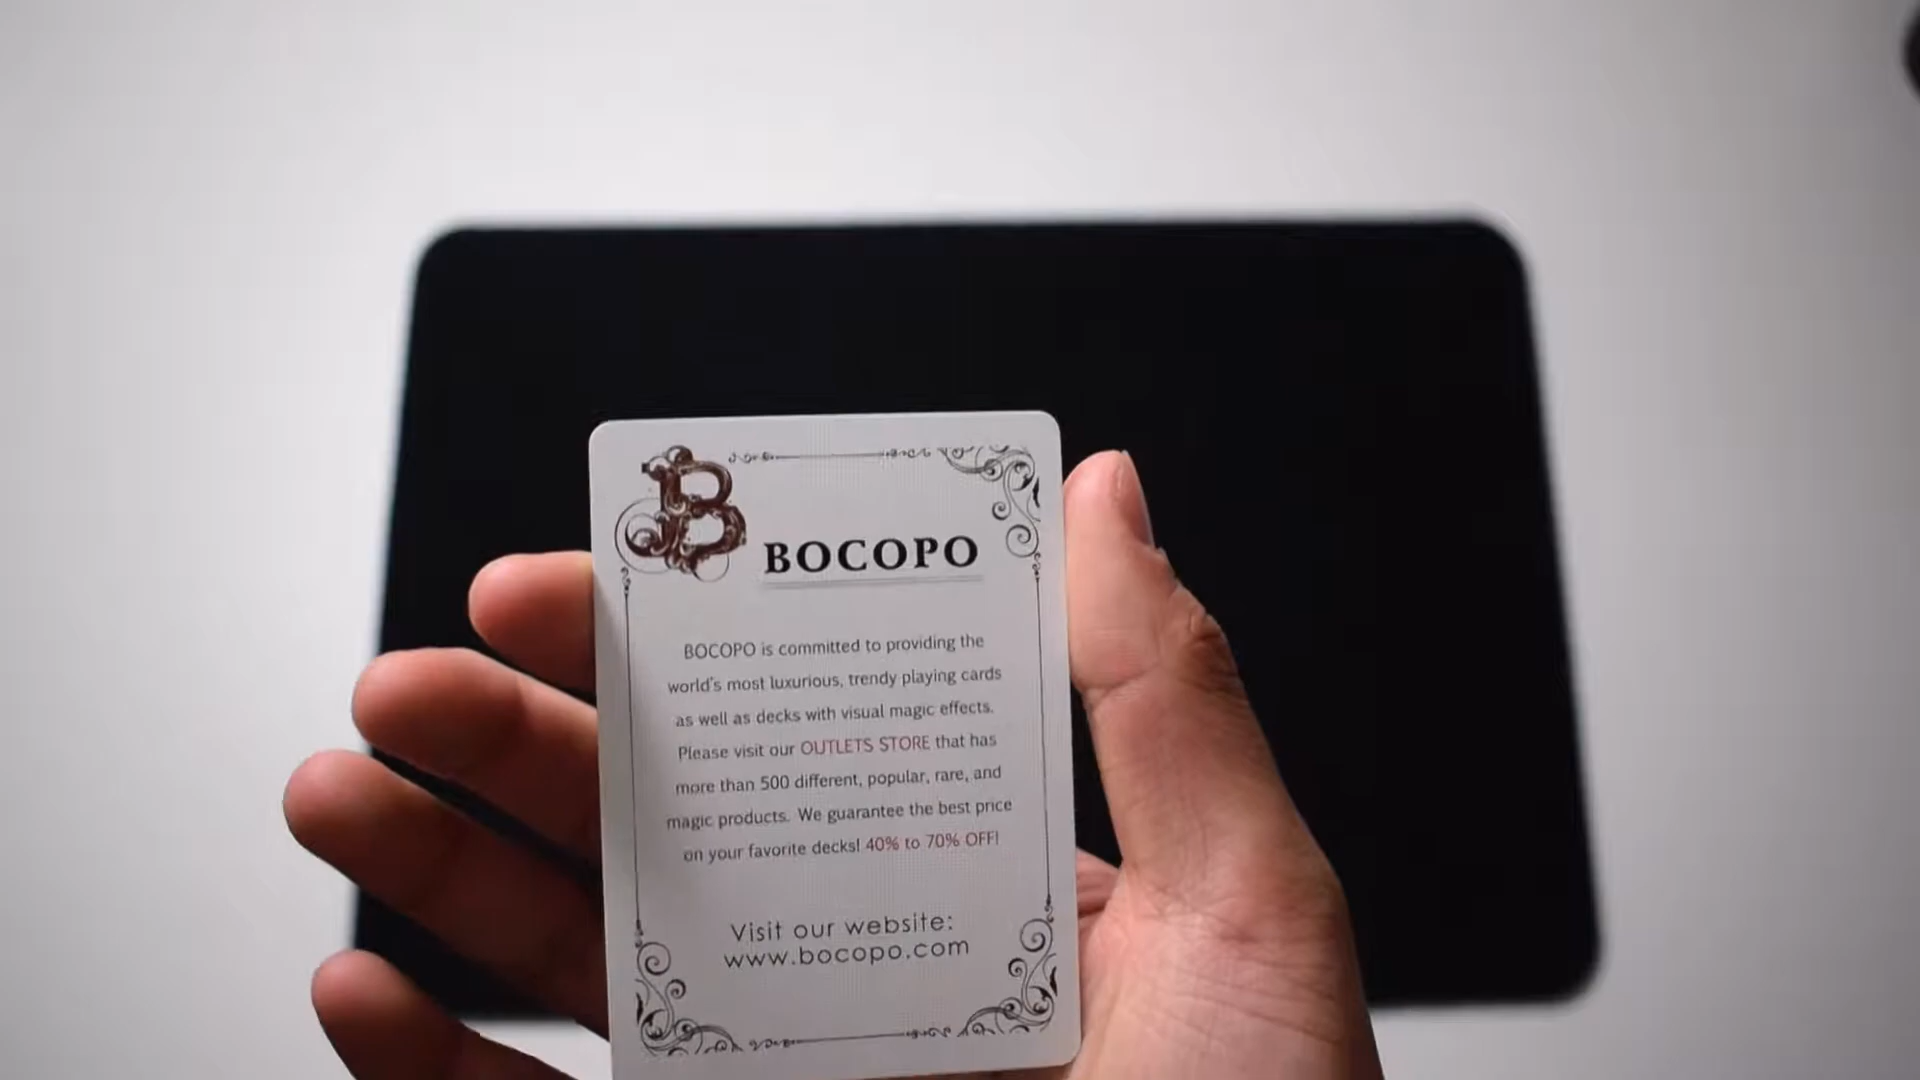 B
BOCOPO
BOCOPO is committed to providing the
world's most luxurious, trendy playing cards
as well as decks with visual magic effects.
Please visit our OUTLETS STORE that has
more than 500 different, popular, rare, and
magic products. We guarantee the best price
on your favorite decks! 40% to 70% OFF!
Visit our website:
www.bocopo.com